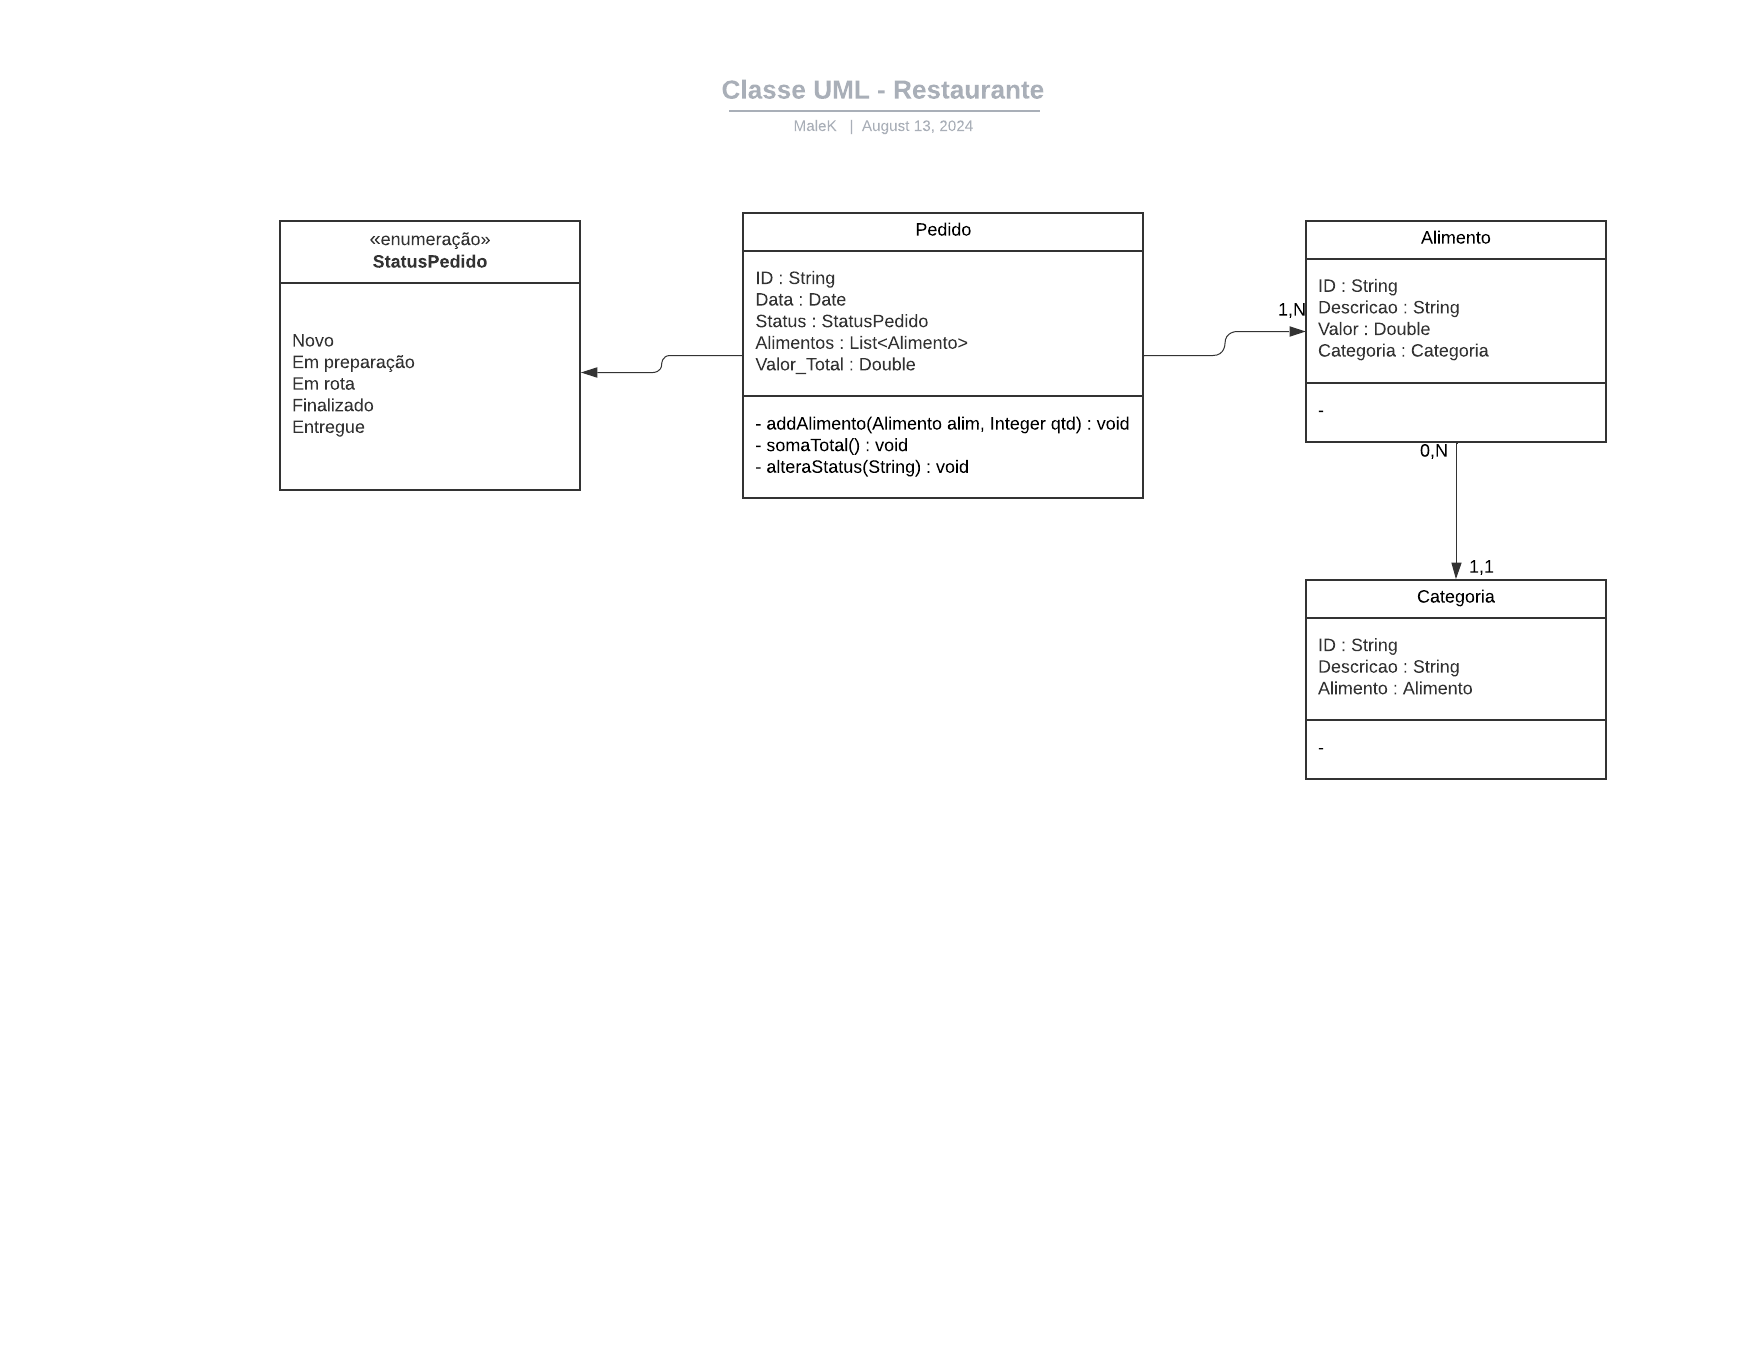 Classe UML - Restaurante
MaleK | August 13, 2024
«enumeração»
StatusPedido
Novo
Em preparação
Em rota
Finalizado
Entregue
Pedido
ID : String
Data : Date
Status : StatusPedido
Alimentos : List<Alimento>
Valor_Total : Double
- addAlimento(Alimento alim, Integer qtd) : void
- somaTotal() : void
- alteraStatus(String) : void
1,N
Alimento
ID : String
Descricao : String
Valor : Double
Categoria : Categoria
-
0,N
1,1
Categoria
ID : String
Descricao : String
Alimento : Alimento
-